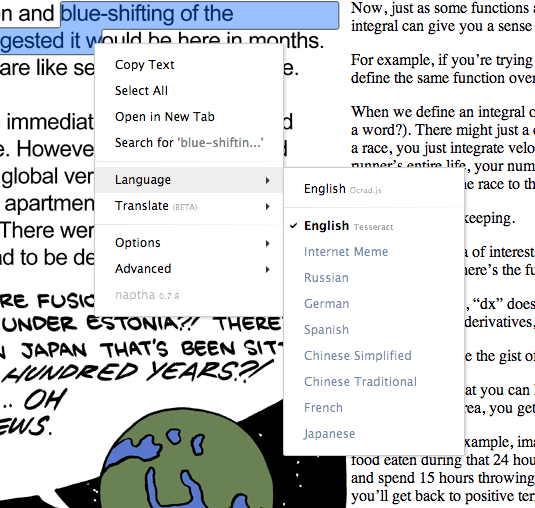 on and blue-shifting of the
gested it would be here in months.
are like se
e.
immediat
d
e. Howeve
d
global ver
apartmen
There were
d to be de
Copy Text
Select All
Open in New Tab
Search for 'blue-shiftin...'
Language
Translate (BETA)
Options
Advanced
naptha 0.7.8
English Ocrad.js
✓ English Tesseract
Internet Meme
Russian
German
Spanish
Chinese Simplified
Chinese Traditional
French
Japanese
RE FUSIO
UNDER ESTONIA?! THERE'
N JAPAN THAT'S BEEN SITT
HUNDRED YEARS?!
... OH
EWS.
Now, just as some functions a
integral can give you a sense
For example, if you're trying
define the same function over
When we define an integral o
a word?). There might just a c
a race, you just integrate velo
runner's entire life, your num
e race to th
keeping.
a of interest
here's the fu
, "dx" does
derivatives,
e the gist of
at you can l
rea, you get
xample, ima
food eaten during that 24 hou
and spend 15 hours throwing
you'll get back to positive terr